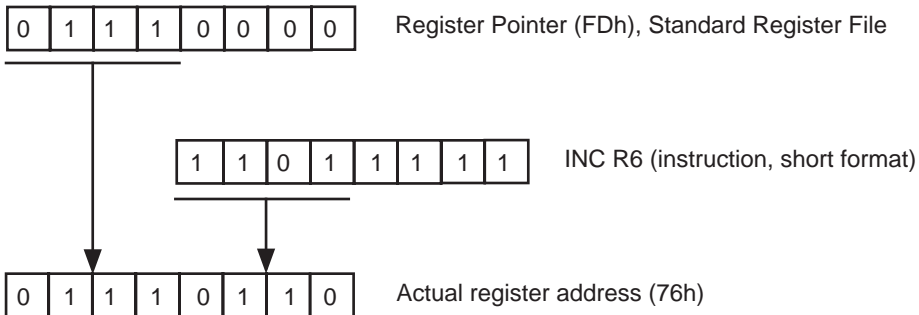 0 1 1 1 0 0 0 0 Register Pointer (FDh), Standard Register File
1 1 0 1 1 1 1 1 INC R6 (instruction, short format)
0 1 1 1 0 1 1 0 Actual register address (76h)